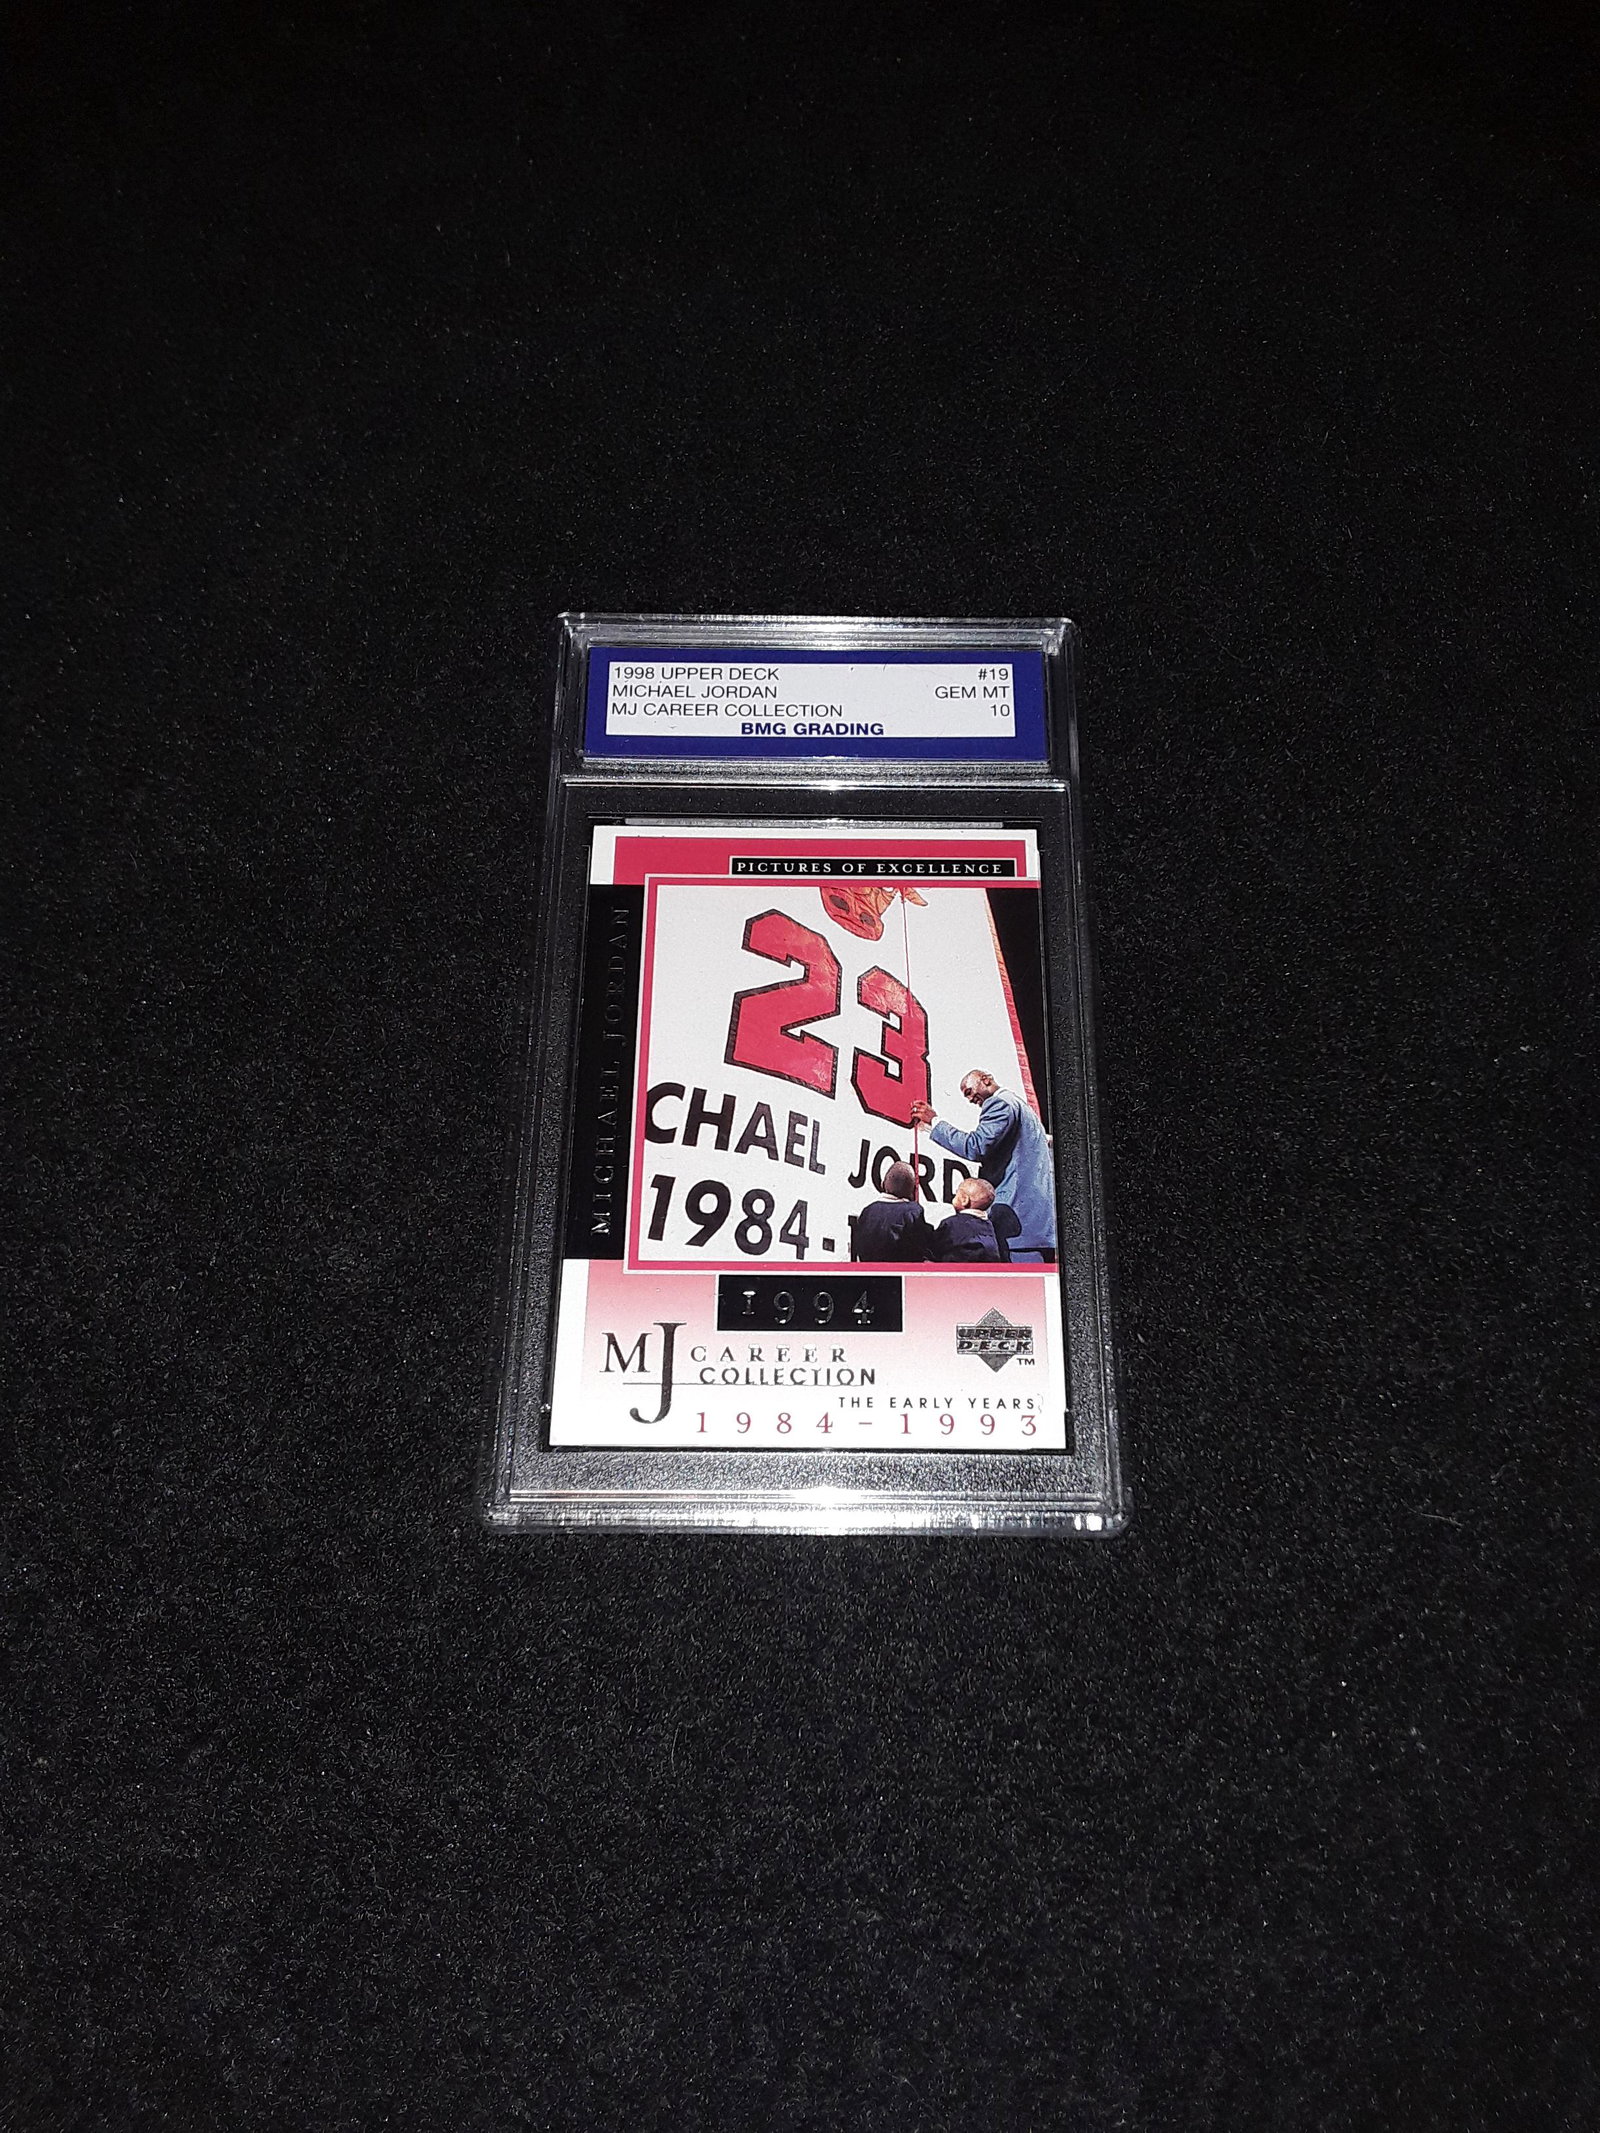 1998 UPPER DECK #19
MICHAEL JORDAN GEM MT
MJ CAREER COLLECTION 10
BMG GRADING
PICTURES OF EXCELLENCE
MICHAEL JORDAN
23
CHAEL JORD
1984-
1994
MJ CAREER
COLLECTION
UPPER
D·E·C·K
TM
THE EARLY YEARS
1984-1993